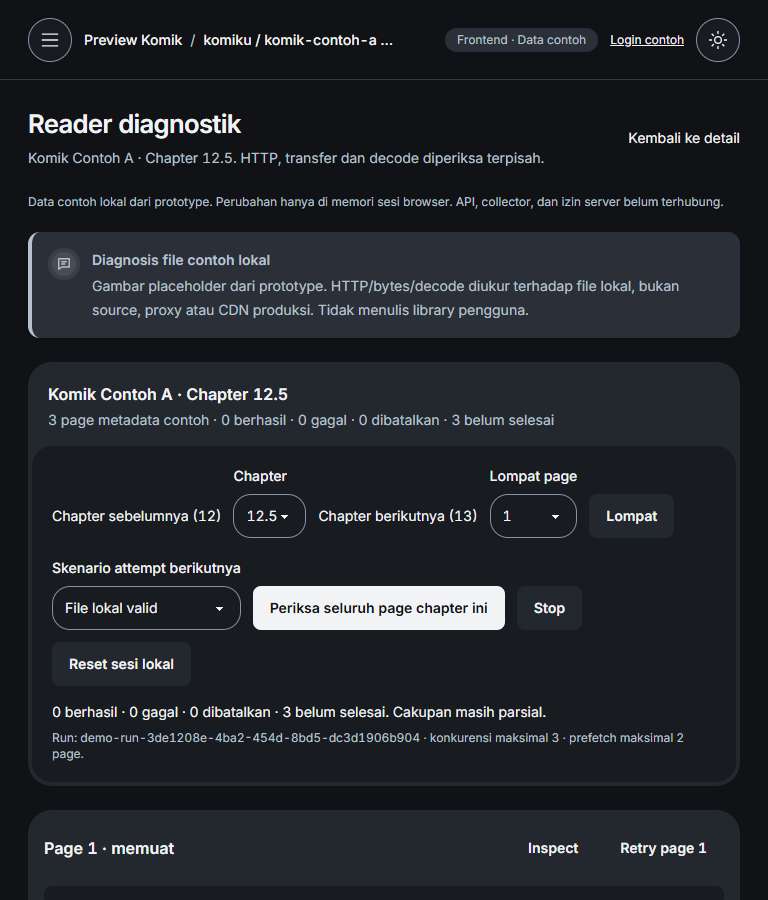 Preview Komik / komiku / komik-contoh-a ... Frontend · Data contoh Login contoh
Reader diagnostik
Kembali ke detail
Komik Contoh A · Chapter 12.5. HTTP, transfer dan decode diperiksa terpisah.
Data contoh lokal dari prototype. Perubahan hanya di memori sesi browser. API, collector, dan izin server belum terhubung.
Diagnosis file contoh lokal
Gambar placeholder dari prototype. HTTP/bytes/decode diukur terhadap file lokal, bukan
source, proxy atau CDN produksi. Tidak menulis library pengguna.
Komik Contoh A · Chapter 12.5
3 page metadata contoh · 0 berhasil · 0 gagal · 0 dibatalkan · 3 belum selesai
Chapter Lompat page
Chapter sebelumnya (12) 12.5 Chapter berikutnya (13) 1 Lompat
Skenario attempt berikutnya
File lokal valid Periksa seluruh page chapter ini Stop
Reset sesi lokal
0 berhasil · 0 gagal · 0 dibatalkan · 3 belum selesai. Cakupan masih parsial.
Run: demo-run-3de1208e-4ba2-454d-8bd5-dc3d1906b904 · konkurensi maksimal 3 · prefetch maksimal 2
page.
Page 1 · memuat Inspect Retry page 1